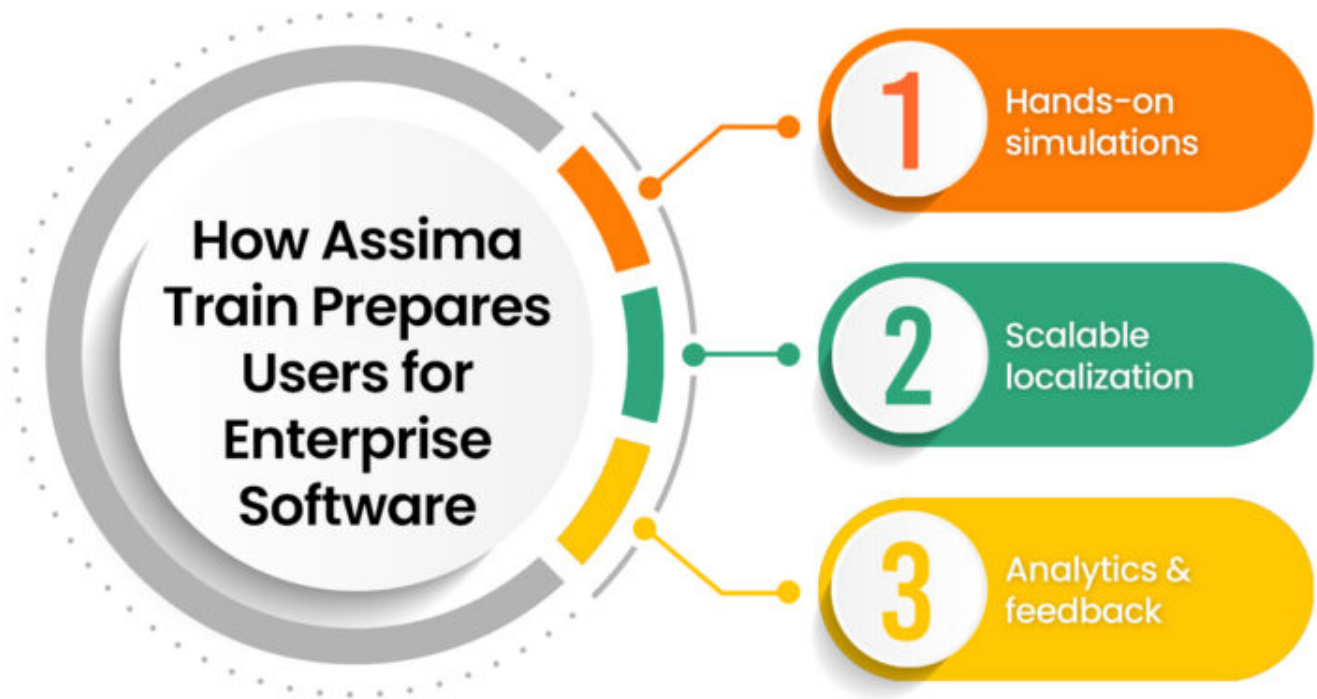 How Assima
Train Prepares
Users for
Enterprise
Software
1
Hands-on
simulations
2
Scalable
localization
3
Analytics &
feedback